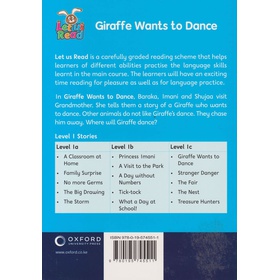 Let us
Read
Giraffe Wants to Dance
Let us Read is a carefully graded reading scheme that helps
learners of different abilities practise the language skills
learnt in the main course. The learners will have an exciting
time reading for pleasure as well as for language practice.
In Giraffe Wants to Dance, Baraka, Imani and Shujaa visit
Grandmother. She tells them a story of a Giraffe who wants
to dance. Other animals do not like Giraffe's dance. They chase
him away. Where will Giraffe dance?
Level 1 Stories
Level 1a
• A Classroom at
Home
• Family Surprise
• No more Germs
• The Big Drawing
• The Storm
Level 1b
• Princess Imani
• A Visit to the Park
• A Day without
Numbers
• Tick-tock
• What a Day at School!
Level 1c
• Giraffe Wants to
Dance
• Stranger Danger
• The Fair
• The Nest
• Treasure Hunters
OXFORD
UNIVERSITY PRESS
www.oxford.co.ke